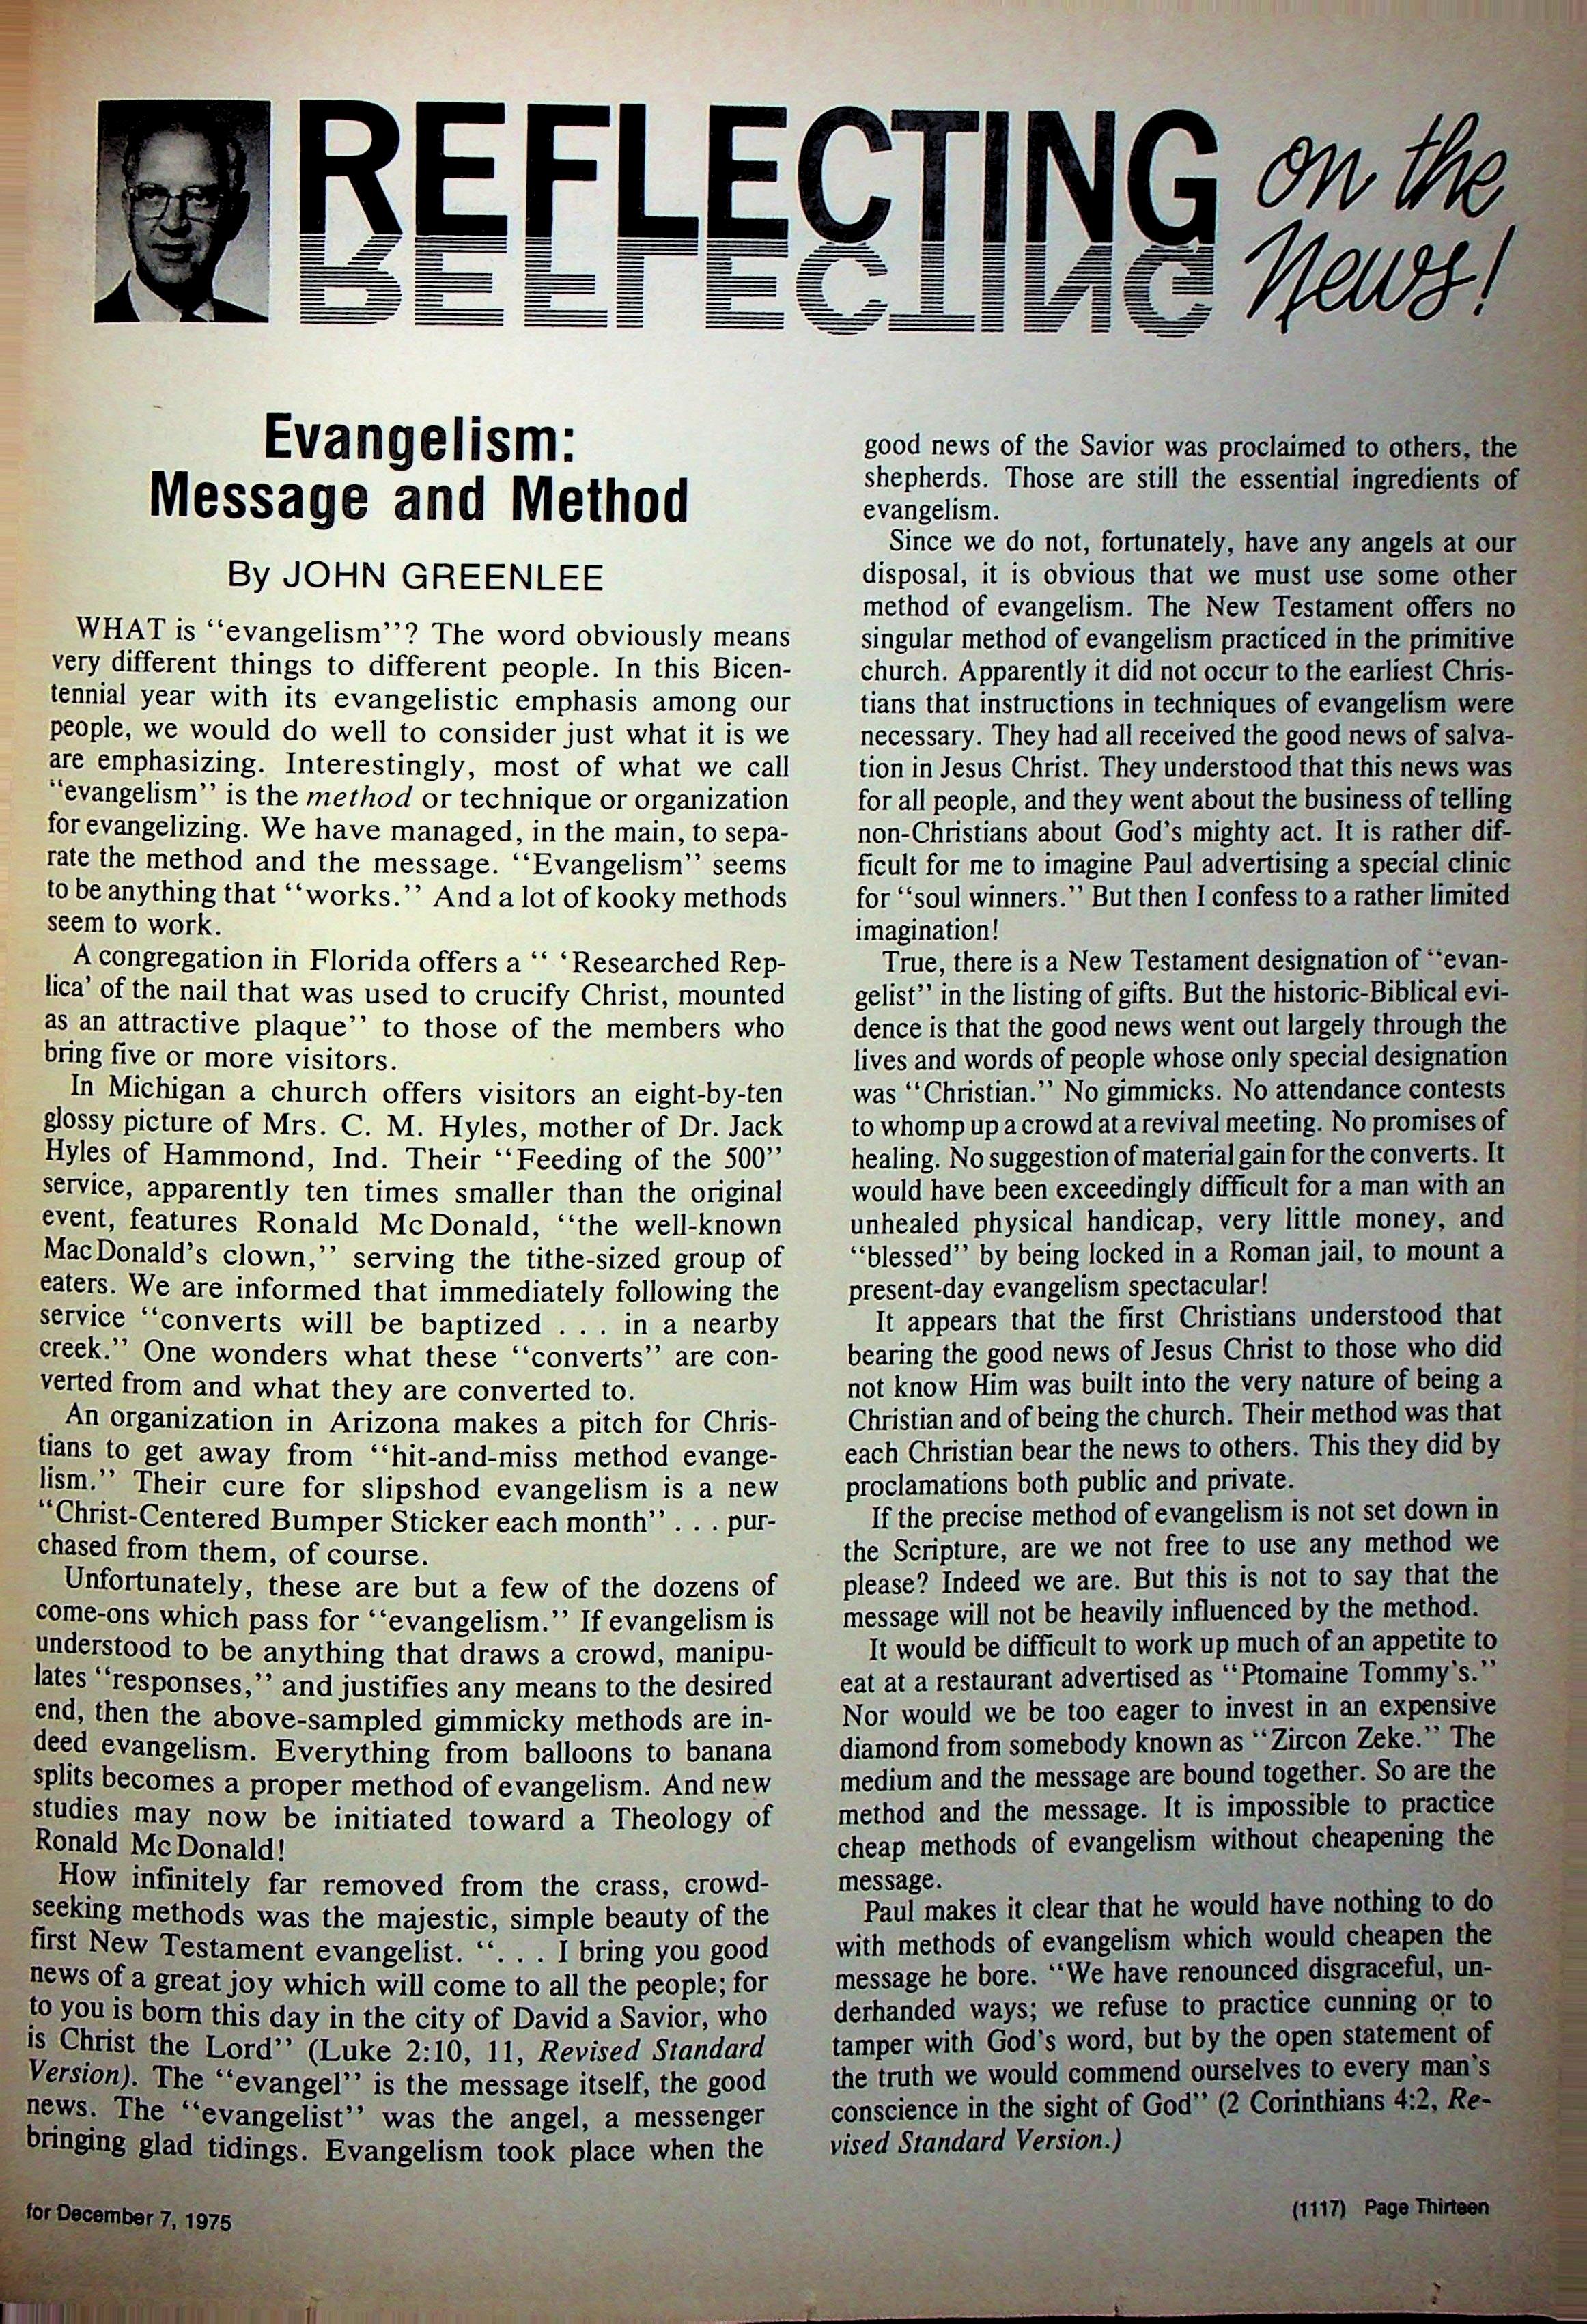 REFLECTING on the
News!
REFLECTING
Evangelism:
Message and Method
By JOHN GREENLEE
WHAT is “evangelism”? The word obviously means
very different things to different people. In this Bicen-
tennial year with its evangelistic emphasis among our
people, we would do well to consider just what it is we
are emphasizing. Interestingly, most of what we call
“evangelism” is the method or technique or organization
for evangelizing. We have managed, in the main, to sepa-
rate the method and the message. “Evangelism” seems
to be anything that “works.” And a lot of kooky methods
seem to work.
A congregation in Florida offers a “ ‘Researched Rep-
lica’ of the nail that was used to crucify Christ, mounted
as an attractive plaque” to those of the members who
bring five or more visitors.
In Michigan a church offers visitors an eight-by-ten
glossy picture of Mrs. C. M. Hyles, mother of Dr. Jack
Hyles of Hammond, Ind. Their “Feeding of the 500”
service, apparently ten times smaller than the original
event, features Ronald McDonald, “the well-known
MacDonald’s clown,” serving the tithe-sized group of
eaters. We are informed that immediately following the
service “converts will be baptized . . . in a nearby
creek.” One wonders what these “converts” are con-
verted from and what they are converted to.
An organization in Arizona makes a pitch for Chris-
tians to get away from “hit-and-miss method evange-
lism.” Their cure for slipshod evangelism is a new
“Christ-Centered Bumper Sticker each month” . . . pur-
chased from them, of course.
Unfortunately, these are but a few of the dozens of
come-ons which pass for “evangelism.” If evangelism is
understood to be anything that draws a crowd, manipu-
lates “responses,” and justifies any means to the desired
end, then the above-sampled gimmicky methods are in-
deed evangelism. Everything from balloons to banana
splits becomes a proper method of evangelism. And new
studies may now be initiated toward a Theology of
Ronald McDonald!
How infinitely far removed from the crass, crowd-
seeking methods was the majestic, simple beauty of the
first New Testament evangelist. “. . . I bring you good
news of a great joy which will come to all the people; for
to you is born this day in the city of David a Savior, who
is Christ the Lord” (Luke 2:10, 11, Revised Standard
Version). The “evangel” is the message itself, the good
news. The “evangelist” was the angel, a messenger
bringing glad tidings. Evangelism took place when the
good news of the Savior was proclaimed to others, the
shepherds. Those are still the essential ingredients of
evangelism.
Since we do not, fortunately, have any angels at our
disposal, it is obvious that we must use some other
method of evangelism. The New Testament offers no
singular method of evangelism practiced in the primitive
church. Apparently it did not occur to the earliest Chris-
tians that instructions in techniques of evangelism were
necessary. They had all received the good news of salva-
tion in Jesus Christ. They understood that this news was
for all people, and they went about the business of telling
non-Christians about God’s mighty act. It is rather dif-
ficult for me to imagine Paul advertising a special clinic
for “soul winners.” But then I confess to a rather limited
imagination!
True, there is a New Testament designation of “evan-
gelist” in the listing of gifts. But the historic-Biblical evi-
dence is that the good news went out largely through the
lives and words of people whose only special designation
was “Christian.” No gimmicks. No attendance contests
to whomp up a crowd at a revival meeting. No promises of
healing. No suggestion of material gain for the converts. It
would have been exceedingly difficult for a man with an
unhealed physical handicap, very little money, and
“blessed” by being locked in a Roman jail, to mount a
present-day evangelism spectacular!
It appears that the first Christians understood that
bearing the good news of Jesus Christ to those who did
not know Him was built into the very nature of being a
Christian and of being the church. Their method was that
each Christian bear the news to others. This they did by
proclamations both public and private.
If the precise method of evangelism is not set down in
the Scripture, are we not free to use any method we
please? Indeed we are. But this is not to say that the
message will not be heavily influenced by the method.
It would be difficult to work up much of an appetite to
eat at a restaurant advertised as “Ptomaine Tommy’s.”
Nor would we be too eager to invest in an expensive
diamond from somebody known as “Zircon Zeke.” The
medium and the message are bound together. So are the
method and the message. It is impossible to practice
cheap methods of evangelism without cheapening the
message.
Paul makes it clear that he would have nothing to do
with methods of evangelism which would cheapen the
message he bore. “We have renounced disgraceful, un-
derhanded ways; we refuse to practice cunning or to
tamper with God’s word, but by the open statement of
the truth we would commend ourselves to every man’s
conscience in the sight of God” (2 Corinthians 4:2, Re-
vised Standard Version.)
for December 7, 1975
(1117) Page Thirteen